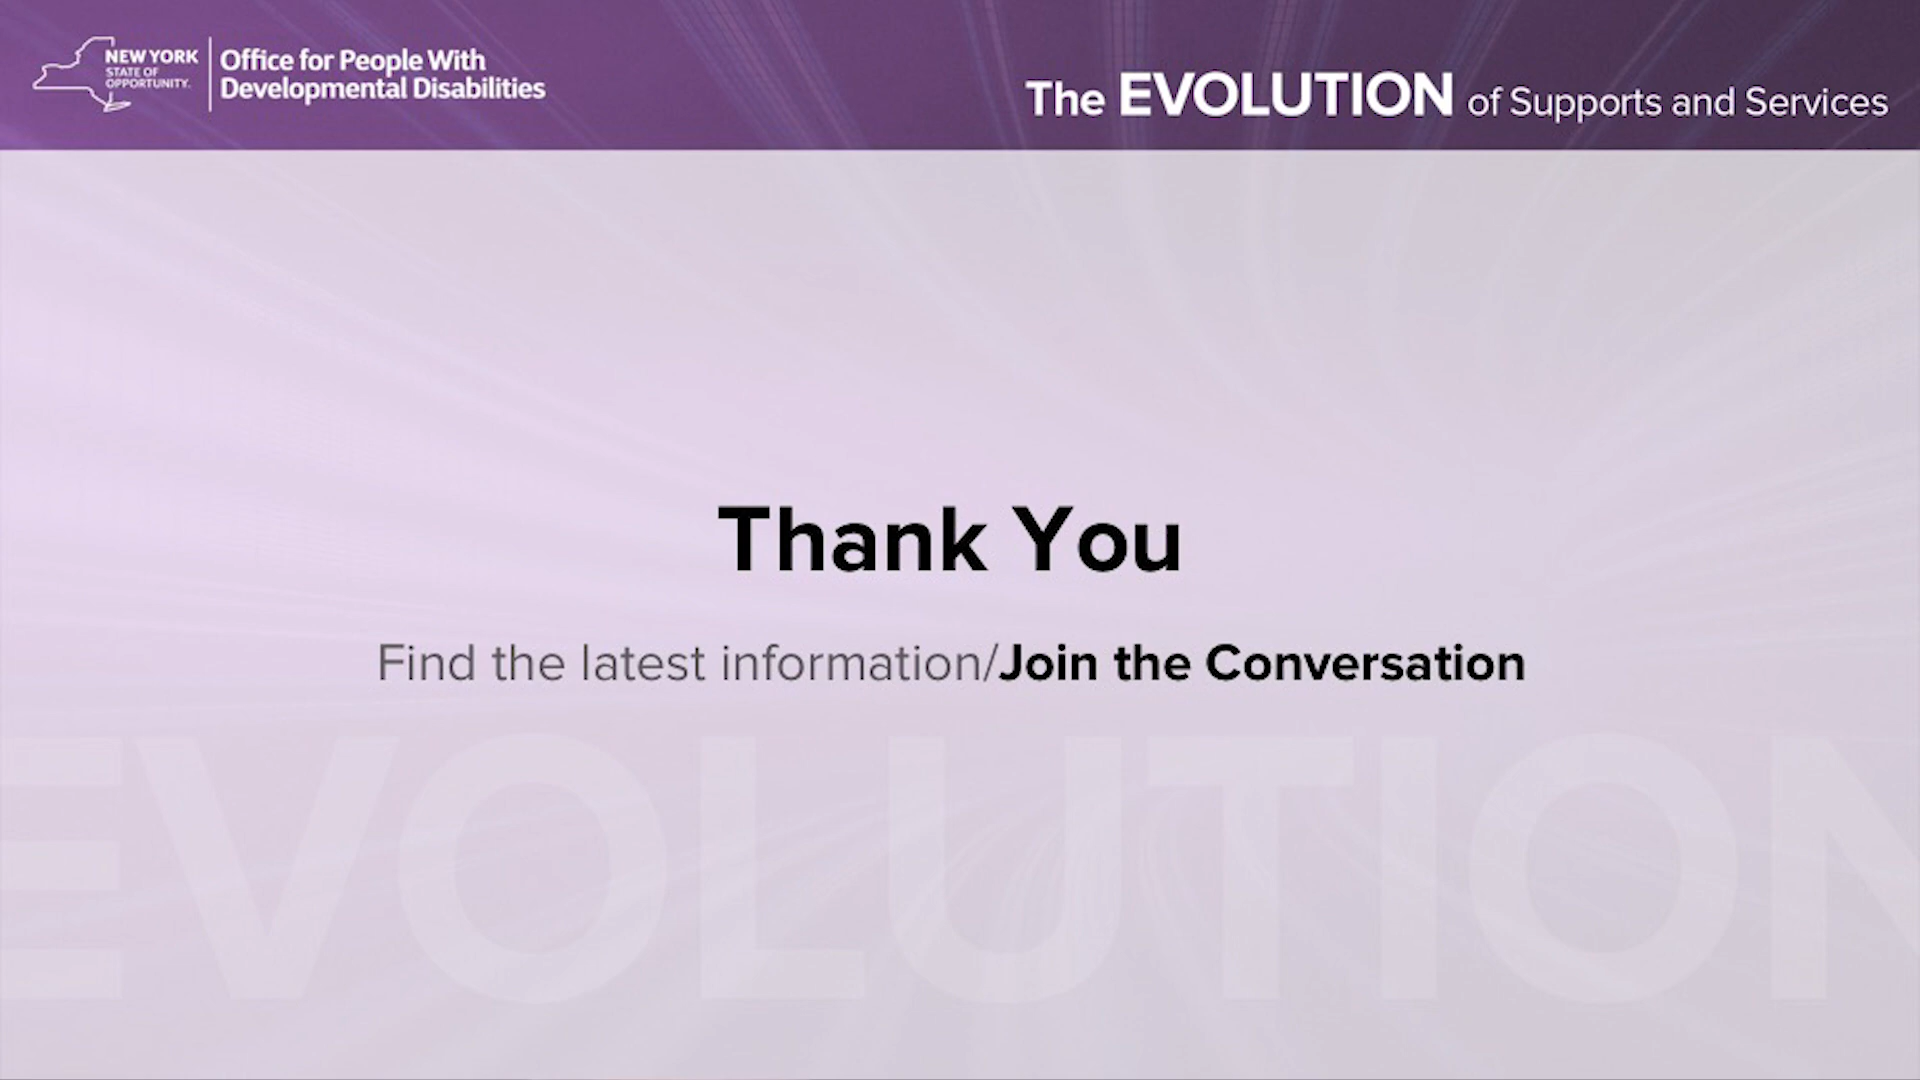 NEW YORK
STATE OF
OPPORTUNITY.
Office for People With
Developmental Disabilities
The EVOLUTION of Supports and Services
Thank You
Find the latest information/Join the Conversation
EVOLUTION